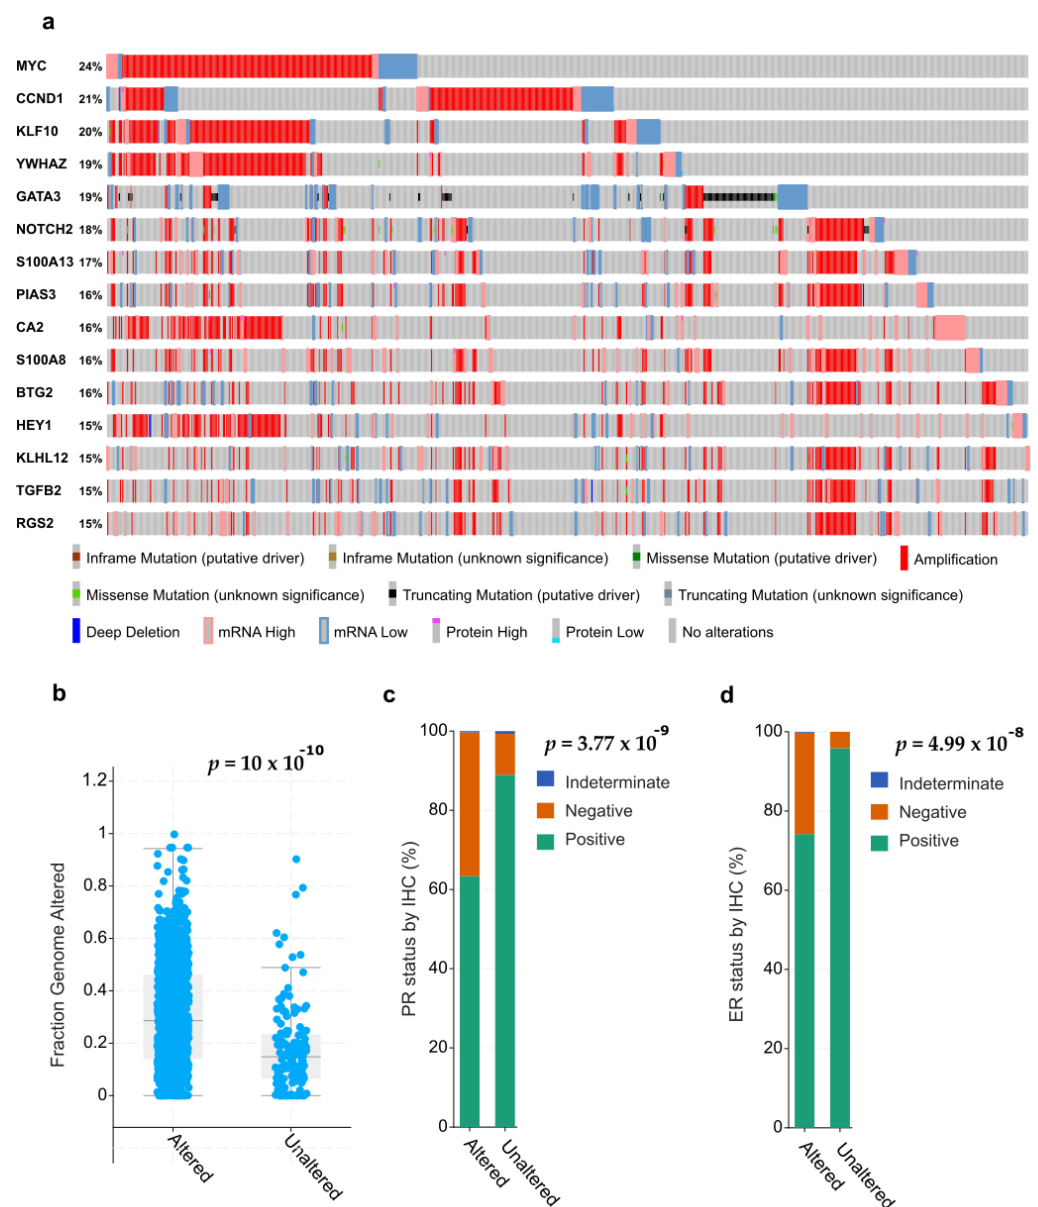 a
MYC 24%
CCND1 21%
KLF10 20%
YWHAZ 19%
GATA3 19%
NOTCH2 18%
S100A13 17%
PIAS3 16%
CA2 16%
S100A8 16%
BTG2 16%
HEY1 15%
KLHL12 15%
TGFB2 15%
RGS2 15%
Inframe Mutation (putative driver) Inframe Mutation (unknown significance) Missense Mutation (putative driver) Amplification
Missense Mutation (unknown significance) Truncating Mutation (putative driver) Truncating Mutation (unknown significance)
Deep Deletion mRNA High mRNA Low Protein High Protein Low No alterations
b
p = 10 x 10⁻¹⁰
Fraction Genome Altered
1.2
1
0.8
0.6
0.4
0.2
0
Altered
Unaltered
c
p = 3.77 x 10⁻⁹
PR status by IHC (%)
100
80
60
40
20
0
Indeterminate
Negative
Positive
Altered
Unaltered
d
p = 4.99 x 10⁻⁸
ER status by IHC (%)
100
80
60
40
20
0
Indeterminate
Negative
Positive
Altered
Unaltered